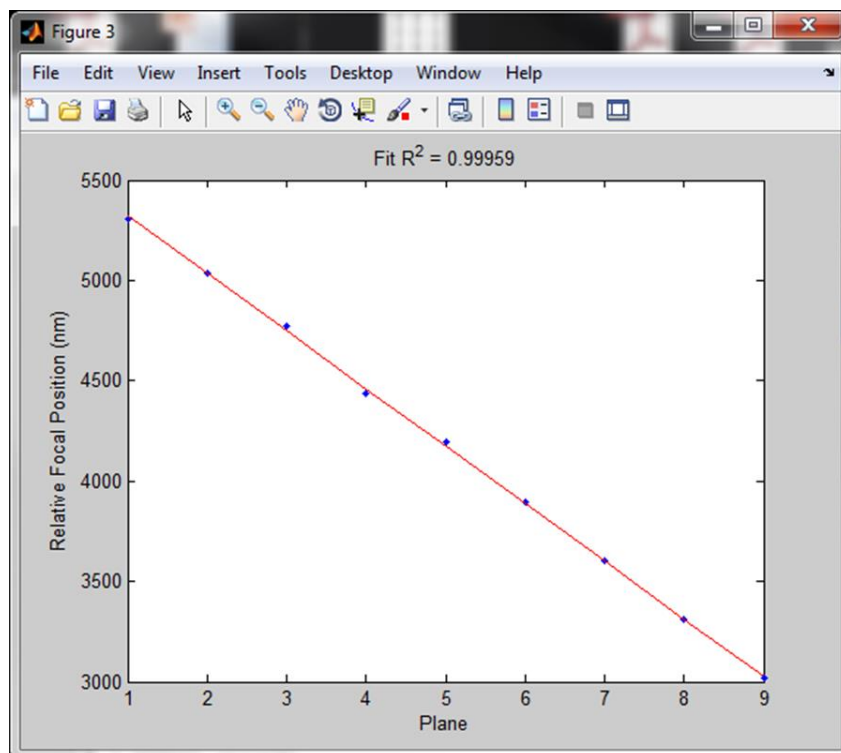 Figure 3
File Edit View Insert Tools Desktop Window Help
Fit R² = 0.99959
5500
5000
4500
4000
3500
3000
Relative Focal Position (nm)
1 2 3 4 5 6 7 8 9
Plane